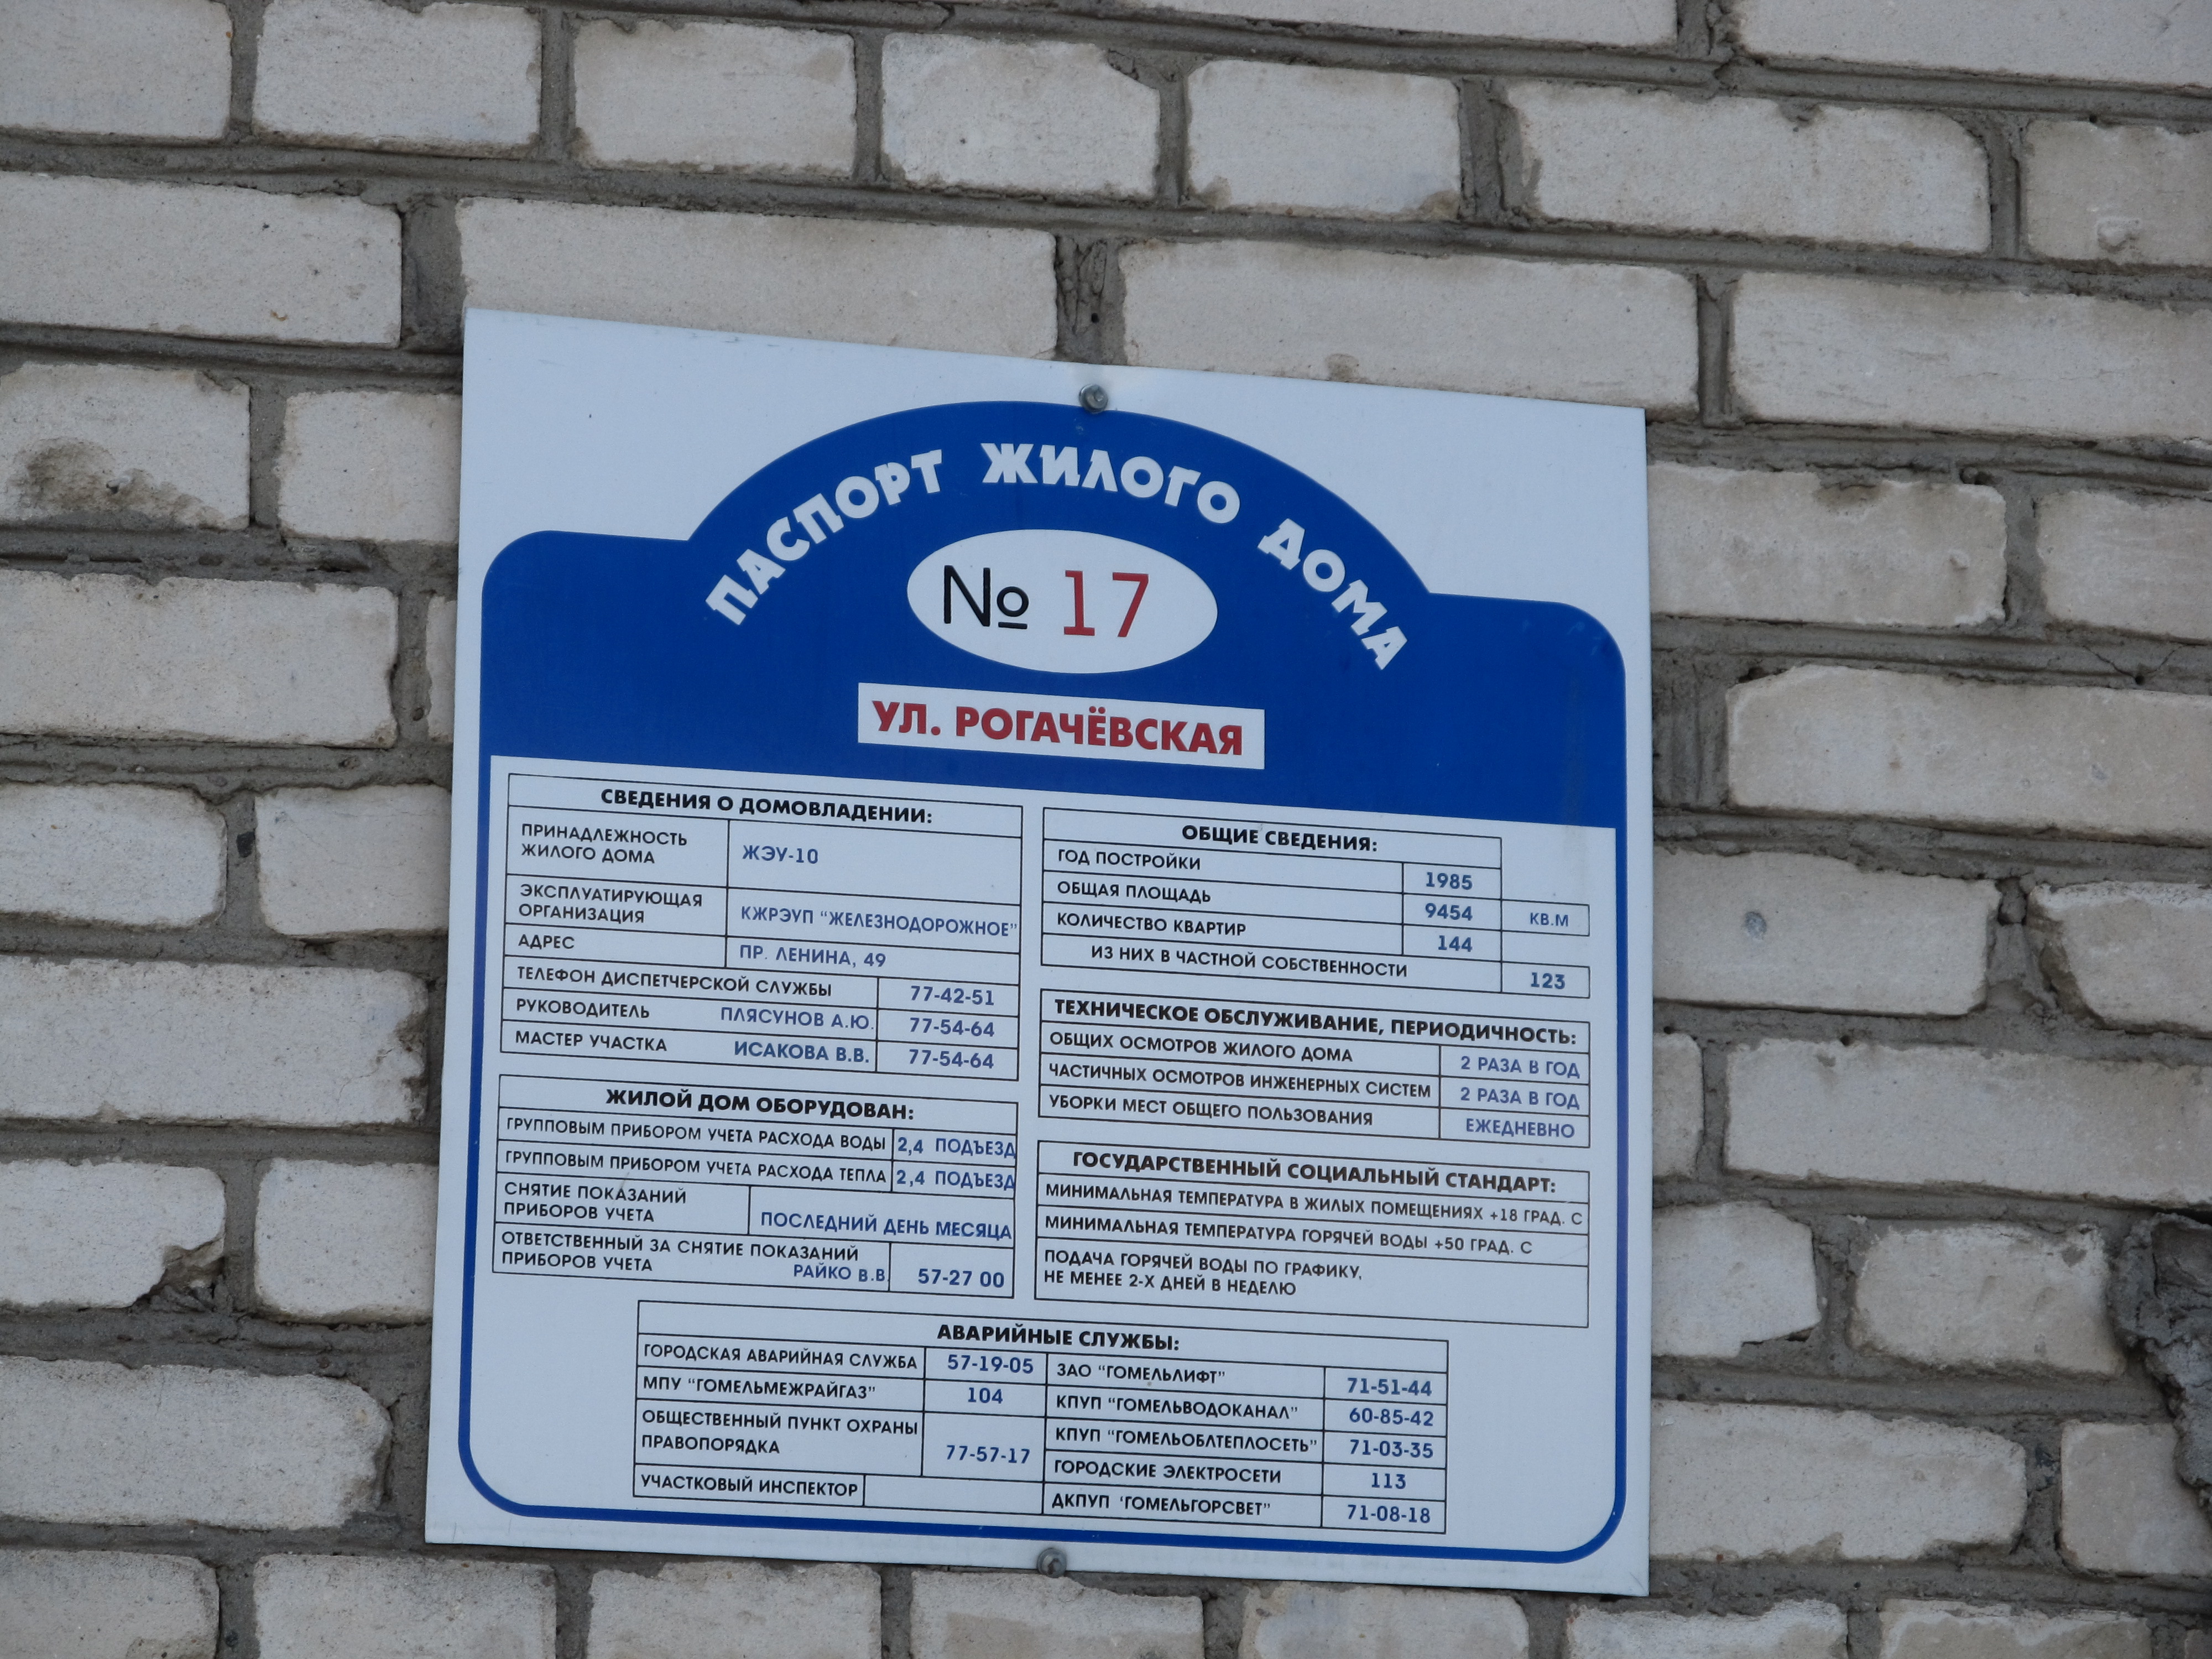 ПАСПОРТ ЖИЛОГО ДОМА
№ 17
УЛ. РОГАЧЁВСКАЯ
СВЕДЕНИЯ О ДОМОВЛАДЕНИИ:
ПРИНАДЛЕЖНОСТЬ
ЖИЛОГО ДОМА
ЖЭУ-10
ЭКСПЛУАТИРУЮЩАЯ
ОРГАНИЗАЦИЯ
КЖРЭУП "ЖЕЛЕЗНОДОРОЖНОЕ"
АДРЕС ПР. ЛЕНИНА, 49
ТЕЛЕФОН ДИСПЕТЧЕРСКОЙ СЛУЖБЫ 77-42-51
РУКОВОДИТЕЛЬ ПЛЯСУНОВ А.Ю. 77-54-64
МАСТЕР УЧАСТКА ИСАКОВА В.В. 77-54-64
ЖИЛОЙ ДОМ ОБОРУДОВАН:
ГРУППОВЫМ ПРИБОРОМ УЧЕТА РАСХОДА ВОДЫ 2,4 ПОДЪЕЗД
ГРУППОВЫМ ПРИБОРОМ УЧЕТА РАСХОДА ТЕПЛА 2,4 ПОДЪЕЗД
СНЯТИЕ ПОКАЗАНИЙ
ПРИБОРОВ УЧЕТА ПОСЛЕДНИЙ ДЕНЬ МЕСЯЦА
ОТВЕТСТВЕННЫЙ ЗА СНЯТИЕ ПОКАЗАНИЙ
ПРИБОРОВ УЧЕТА РАЙКО В.В 57-27 00
ОБЩИЕ СВЕДЕНИЯ:
ГОД ПОСТРОЙКИ 1985
ОБЩАЯ ПЛОЩАДЬ 9454 КВ.М
КОЛИЧЕСТВО КВАРТИР 144
ИЗ НИХ В ЧАСТНОЙ СОБСТВЕННОСТИ 123
ТЕХНИЧЕСКОЕ ОБСЛУЖИВАНИЕ, ПЕРИОДИЧНОСТЬ:
ОБЩИХ ОСМОТРОВ ЖИЛОГО ДОМА 2 РАЗА В ГОД
ЧАСТИЧНЫХ ОСМОТРОВ ИНЖЕНЕРНЫХ СИСТЕМ 2 РАЗА В ГОД
УБОРКИ МЕСТ ОБЩЕГО ПОЛЬЗОВАНИЯ ЕЖЕДНЕВНО
ГОСУДАРСТВЕННЫЙ СОЦИАЛЬНЫЙ СТАНДАРТ:
МИНИМАЛЬНАЯ ТЕМПЕРАТУРА В ЖИЛЫХ ПОМЕЩЕНИЯХ +18 ГРАД. С
МИНИМАЛЬНАЯ ТЕМПЕРАТУРА ГОРЯЧЕЙ ВОДЫ +50 ГРАД. С
ПОДАЧА ГОРЯЧЕЙ ВОДЫ ПО ГРАФИКУ,
НЕ МЕНЕЕ 2-Х ДНЕЙ В НЕДЕЛЮ
АВАРИЙНЫЕ СЛУЖБЫ:
ГОРОДСКАЯ АВАРИЙНАЯ СЛУЖБА 57-19-05
МПУ "ГОМЕЛЬМЕЖРАЙГАЗ" 104
ОБЩЕСТВЕННЫЙ ПУНКТ ОХРАНЫ
ПРАВОПОРЯДКА 77-57-17
УЧАСТКОВЫЙ ИНСПЕКТОР
ЗАО "ГОМЕЛЬЛИФТ" 71-51-44
КПУП "ГОМЕЛЬВОДОКАНАЛ" 60-85-42
КПУП "ГОМЕЛЬОБЛТЕПЛОСЕТЬ" 71-03-35
ГОРОДСКИЕ ЭЛЕКТРОСЕТИ 113
ДКПУП 'ГОМЕЛЬГОРСВЕТ" 71-08-18